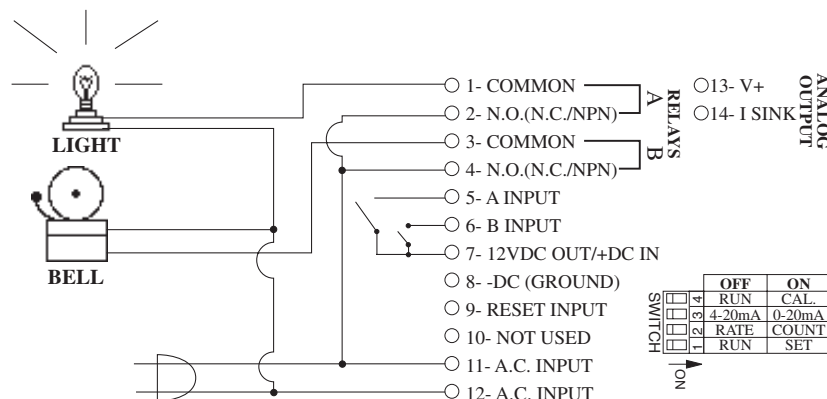 LIGHT
BELL
1- COMMON
2- N.O.(N.C./NPN)
3- COMMON
4- N.O.(N.C./NPN)
5- A INPUT
6- B INPUT
7- 12VDC OUT/+DC IN
8- -DC (GROUND)
9- RESET INPUT
10- NOT USED
11- A.C. INPUT
12- A.C. INPUT
A
B
RELAYS
13- V+
14- I SINK
ANALOG
OUTPUT
OFF ON
4 RUN CAL.
3 4-20mA 0-20mA
2 RATE COUNT
1 RUN SET
SWITCH
ON